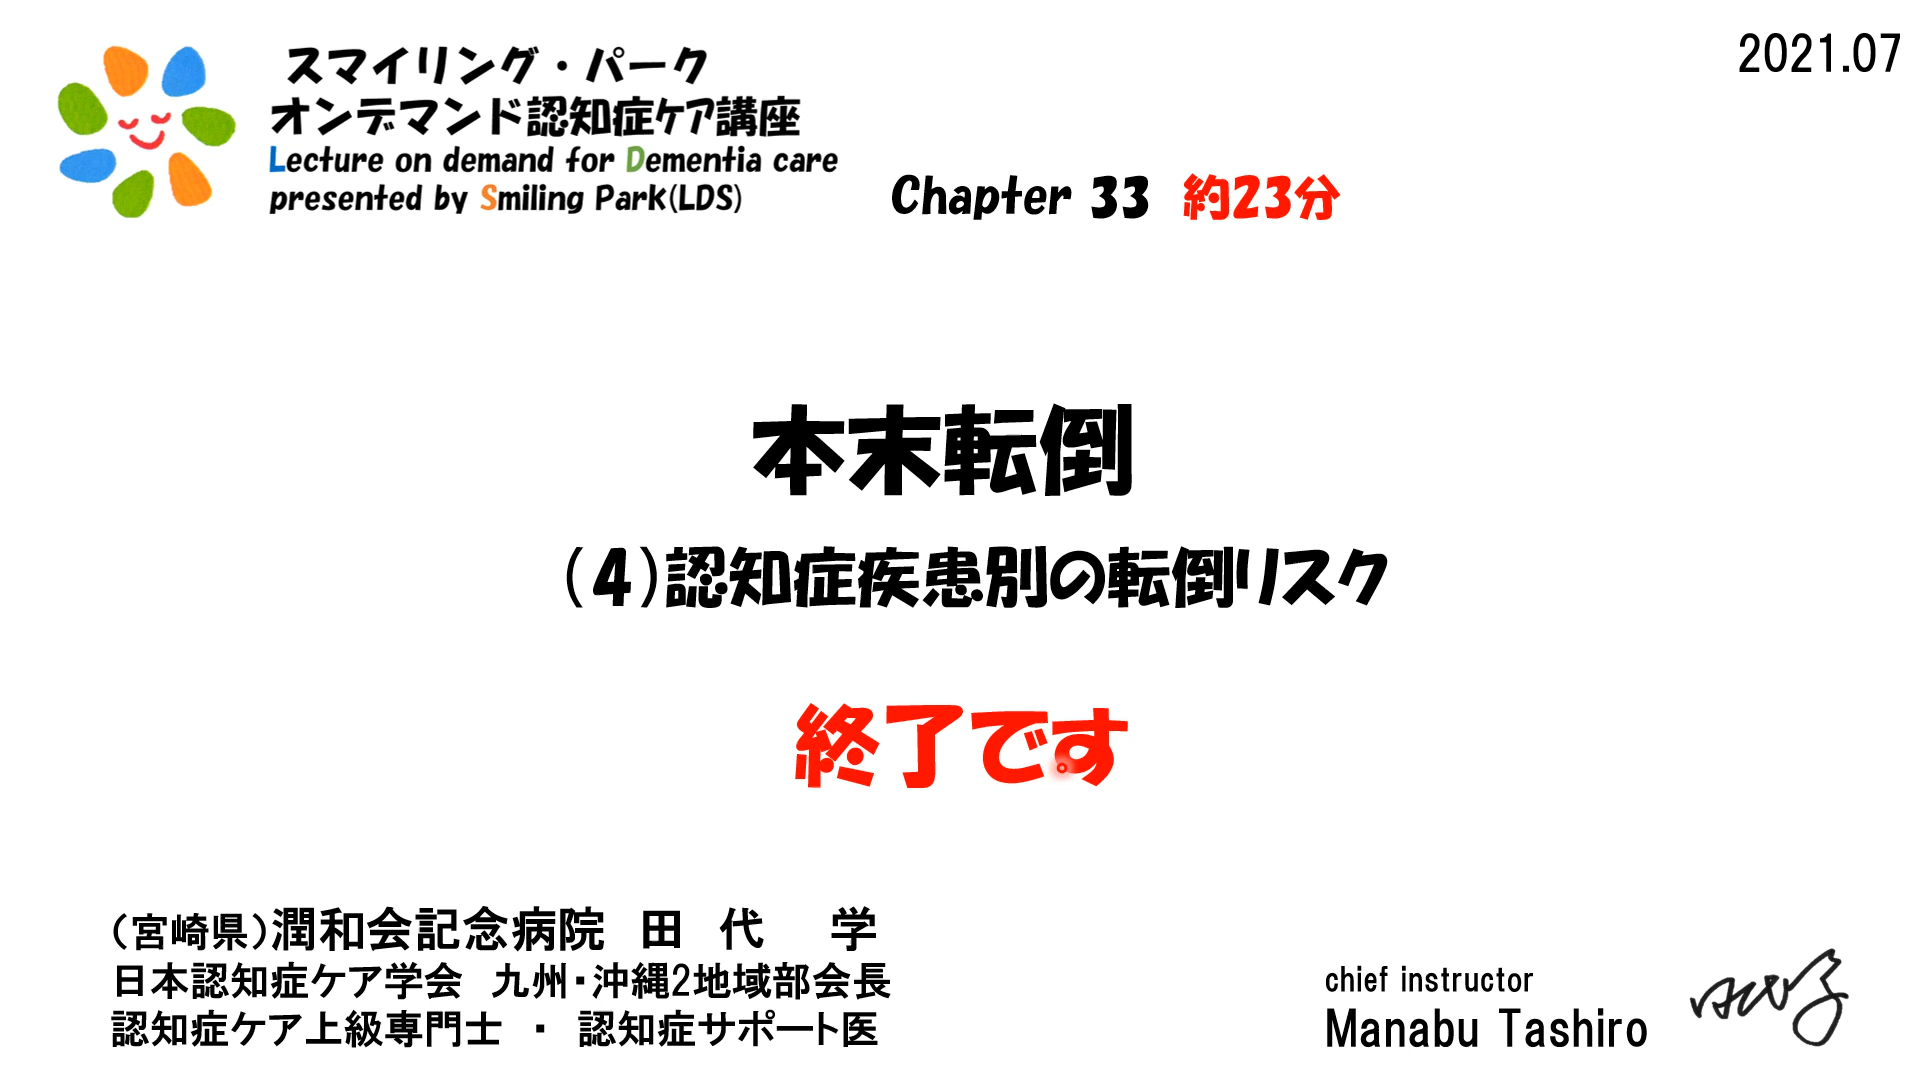 2021.07
スマイリング・パーク
オンデマンド認知症ケア講座
Lecture on demand for Dementia care
presented by Smiling Park(LDS)
Chapter 33 約23分
本末転倒
（4）認知症疾患別の転倒リスク
終了です
（宮崎県）潤和会記念病院 田 代 学
日本認知症ケア学会 九州・沖縄2地域部会長
認知症ケア上級専門士 ・ 認知症サポート医
chief instructor
Manabu Tashiro